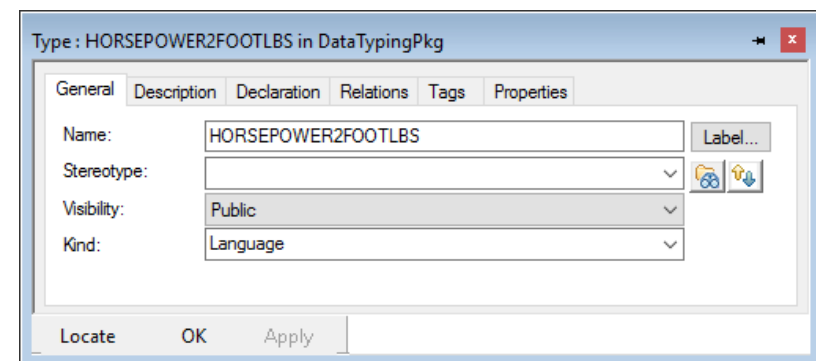 Type : HORSEPOWER2FOOTLBS in DataTypingPkg
General Description Declaration Relations Tags Properties
Name: HORSEPOWER2FOOTLBS Label...
Stereotype:
Visibility: Public
Kind: Language
Locate OK Apply